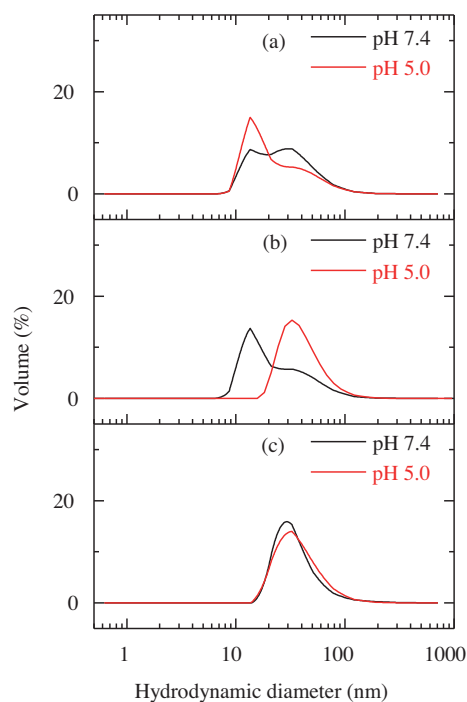 (a)
pH 7.4
pH 5.0
20
0
(b)
pH 7.4
pH 5.0
20
0
(c)
pH 7.4
pH 5.0
20
0
Volume (%)
1 10 100 1000
Hydrodynamic diameter (nm)